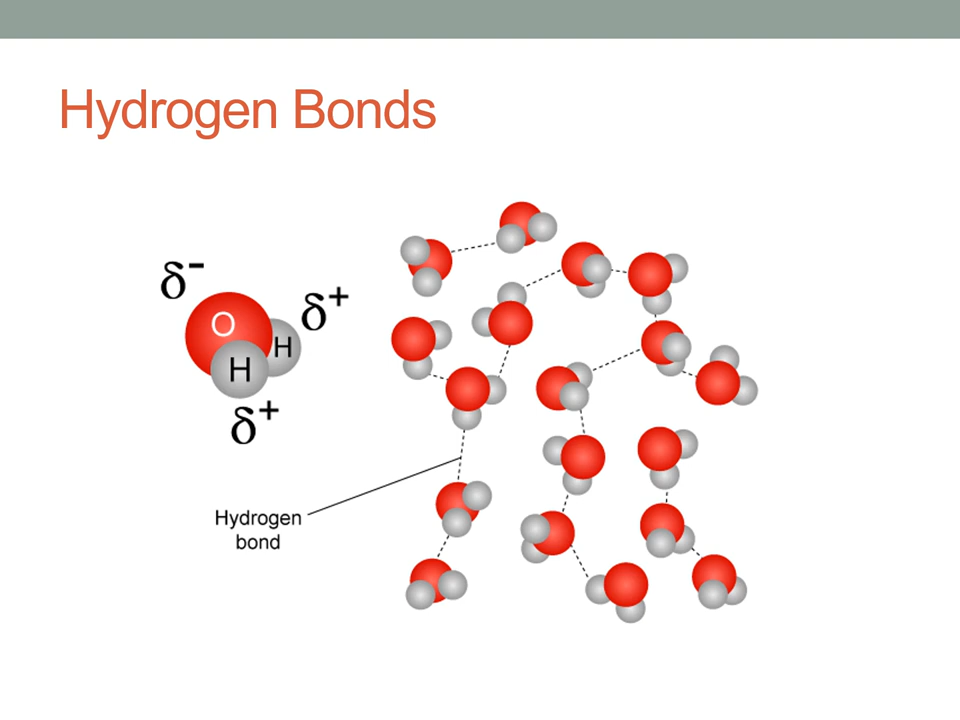 Hydrogen Bonds
δ-
δ+
O
H
H
δ+
Hydrogen
bond